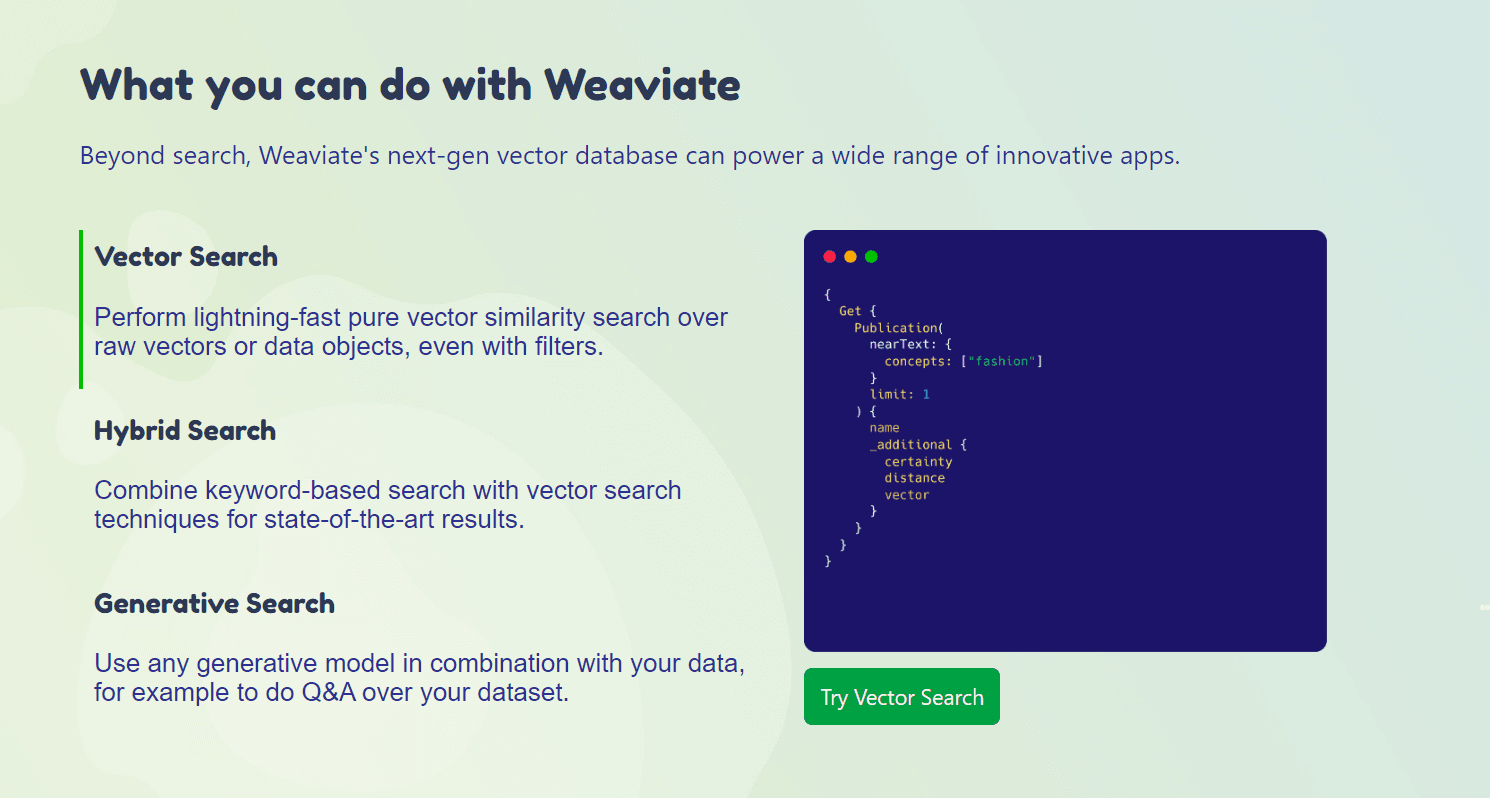 What you can do with Weaviate
Beyond search, Weaviate's next-gen vector database can power a wide range of innovative apps.
Vector Search
Perform lightning-fast pure vector similarity search over
raw vectors or data objects, even with filters.
Hybrid Search
Combine keyword-based search with vector search
techniques for state-of-the-art results.
Generative Search
Use any generative model in combination with your data,
for example to do Q&A over your dataset.
{
  Get {
    Publication(
      nearText: {
        concepts: ["fashion"]
      }
      limit: 1
    ) {
      name
      _additional {
        certainty
        distance
        vector
      }
    }
  }
}
Try Vector Search